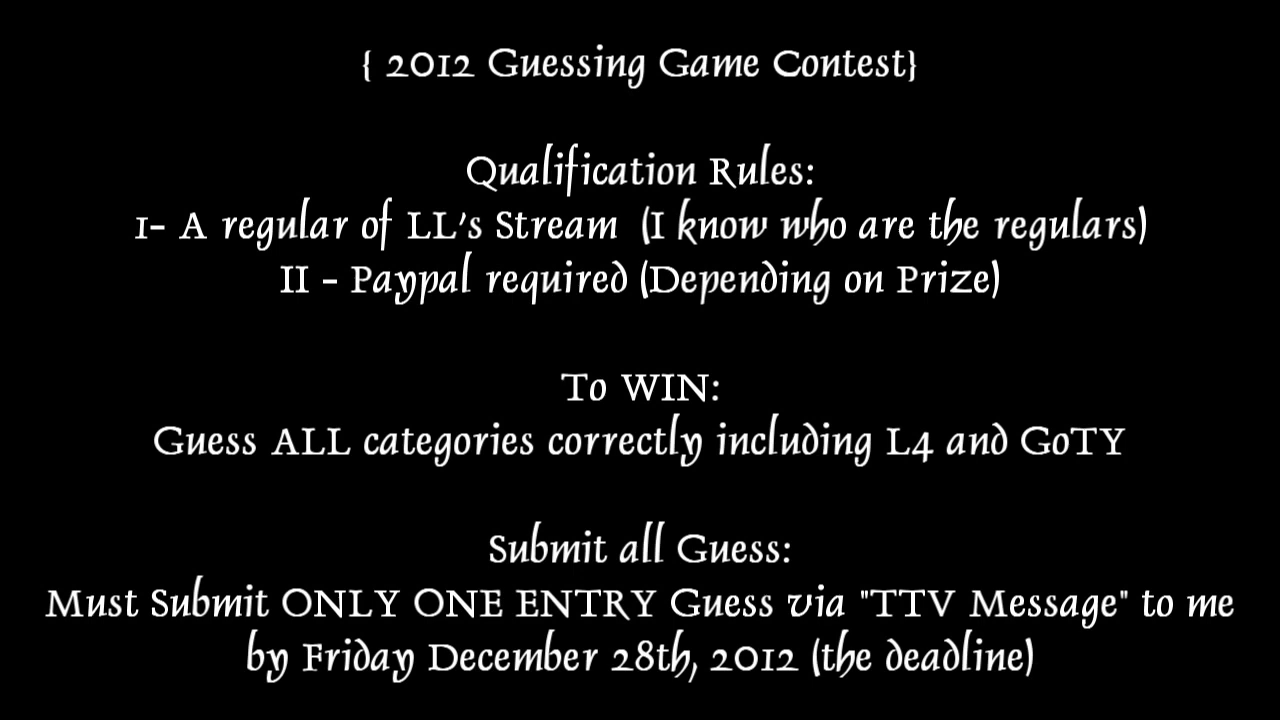 { 2012 Guessing Game Contest}
Qualification Rules:
I- A regular of LL's Stream (I know who are the regulars)
II - Paypal required (Depending on Prize)
To WIN:
Guess ALL categories correctly including L4 and GoTY
Submit all Guess:
Must Submit ONLY ONE ENTRY Guess via "TTV Message" to me
by Friday December 28th, 2012 (the deadline)